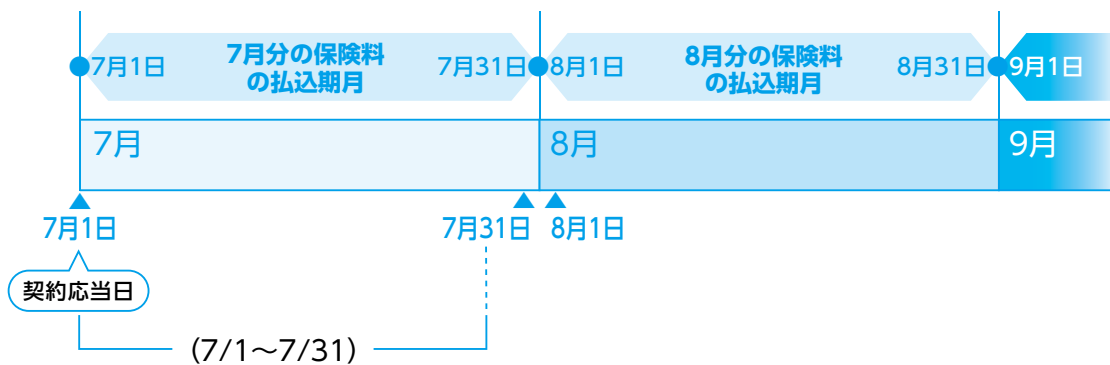 7月1日
7月分の保険料
の払込期月
7月31日
8月1日
8月分の保険料
の払込期月
8月31日
9月1日
7月
8月
9月
7月1日
7月31日
8月1日
契約応当日
(7/1〜7/31)